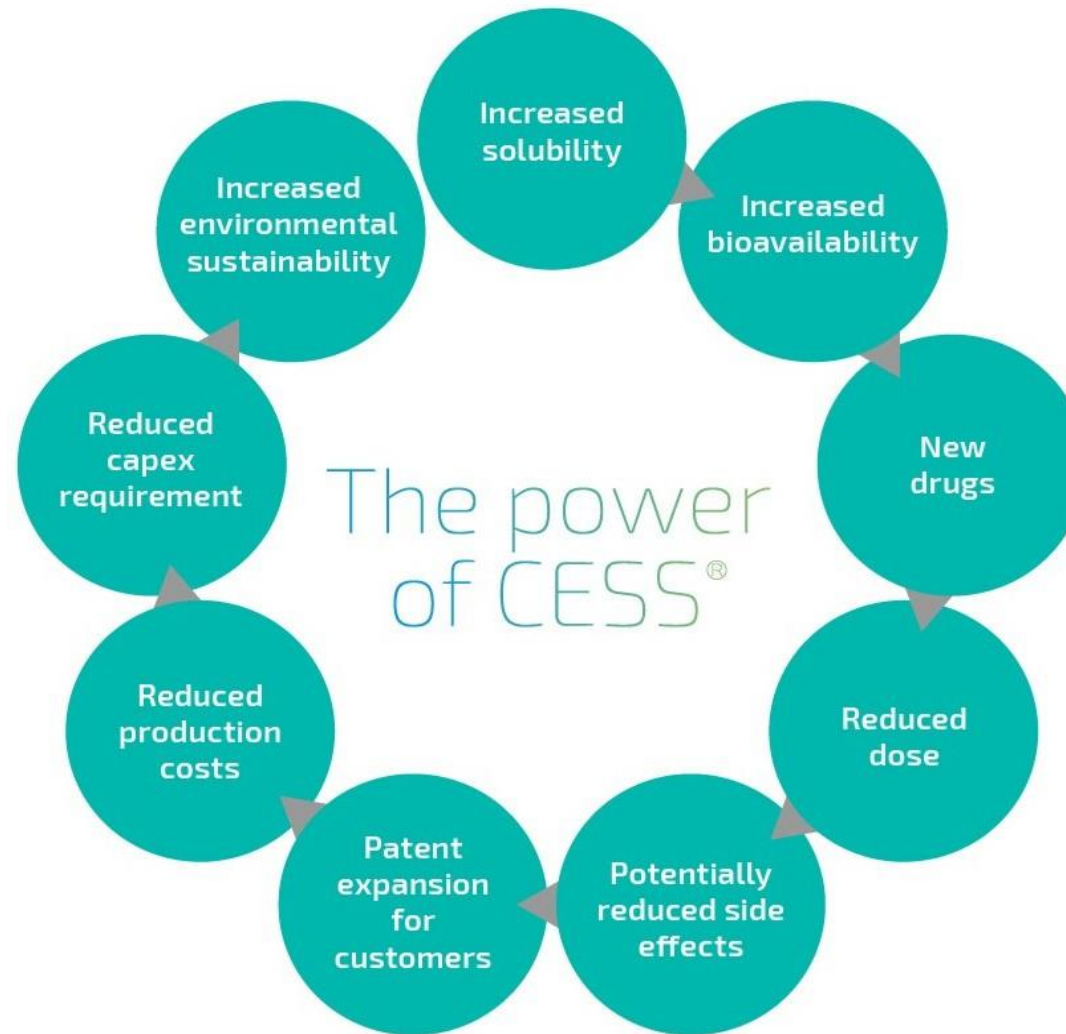 Increased
solubility
Increased
bioavailability
New
drugs
Reduced
dose
Potentially
reduced side
effects
Patent
expansion
for
customers
Reduced
production
costs
Reduced
capex
requirement
Increased
environmental
sustainability
The power
of CESS®